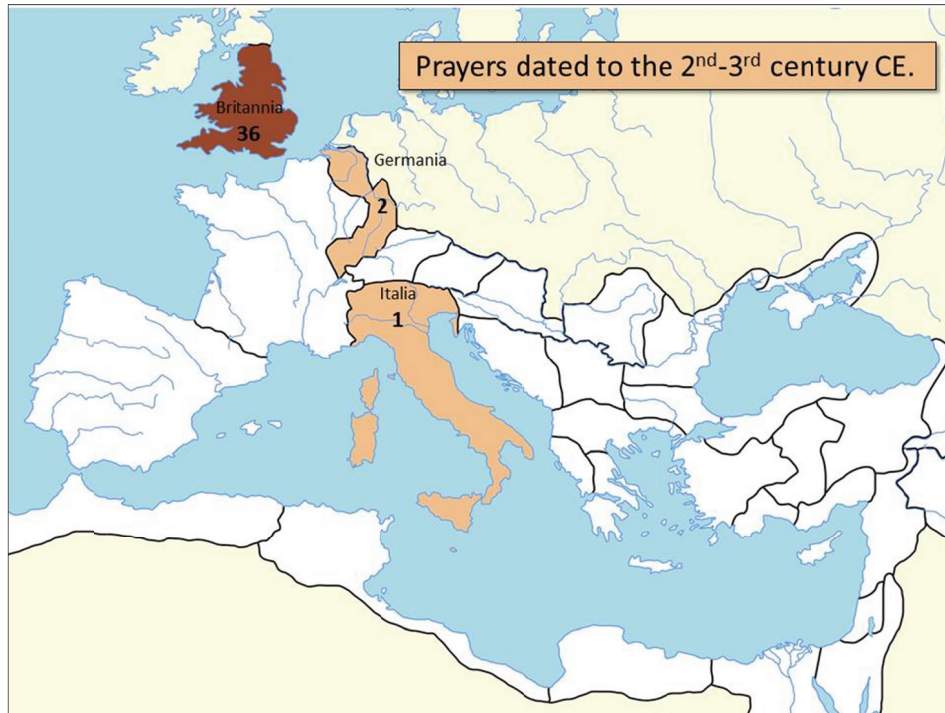 Prayers dated to the 2nd-3rd century CE.
Britannia
36
Germania
2
Italia
1